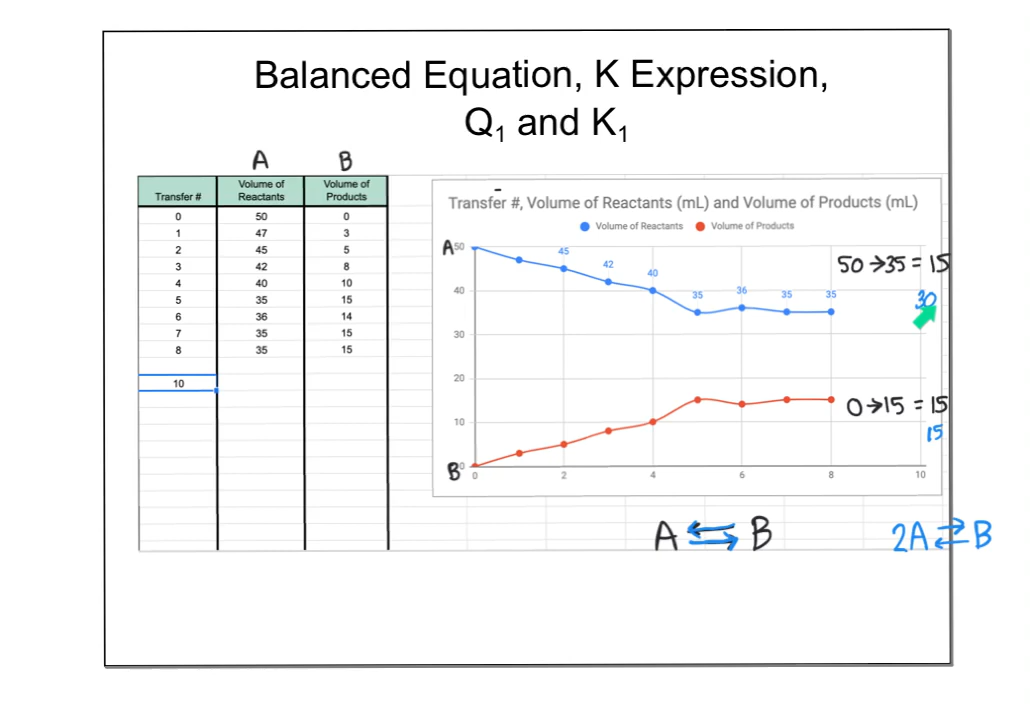 Balanced Equation, K Expression,
Q₁ and K₁
A B
Transfer # Volume of Reactants Volume of Products
0 50 0
1 47 3
2 45 5
3 42 8
4 40 10
5 35 15
6 36 14
7 35 15
8 35 15
10
Transfer #, Volume of Reactants (mL) and Volume of Products (mL)
Volume of Reactants Volume of Products
A 50
45
42
40
35
36
35
35
50→35 = 15
30
40
30
20
10
0→15 = 15
15
B 0
0 2 4 6 8 10
A ⇆ B
2A ⇄ B